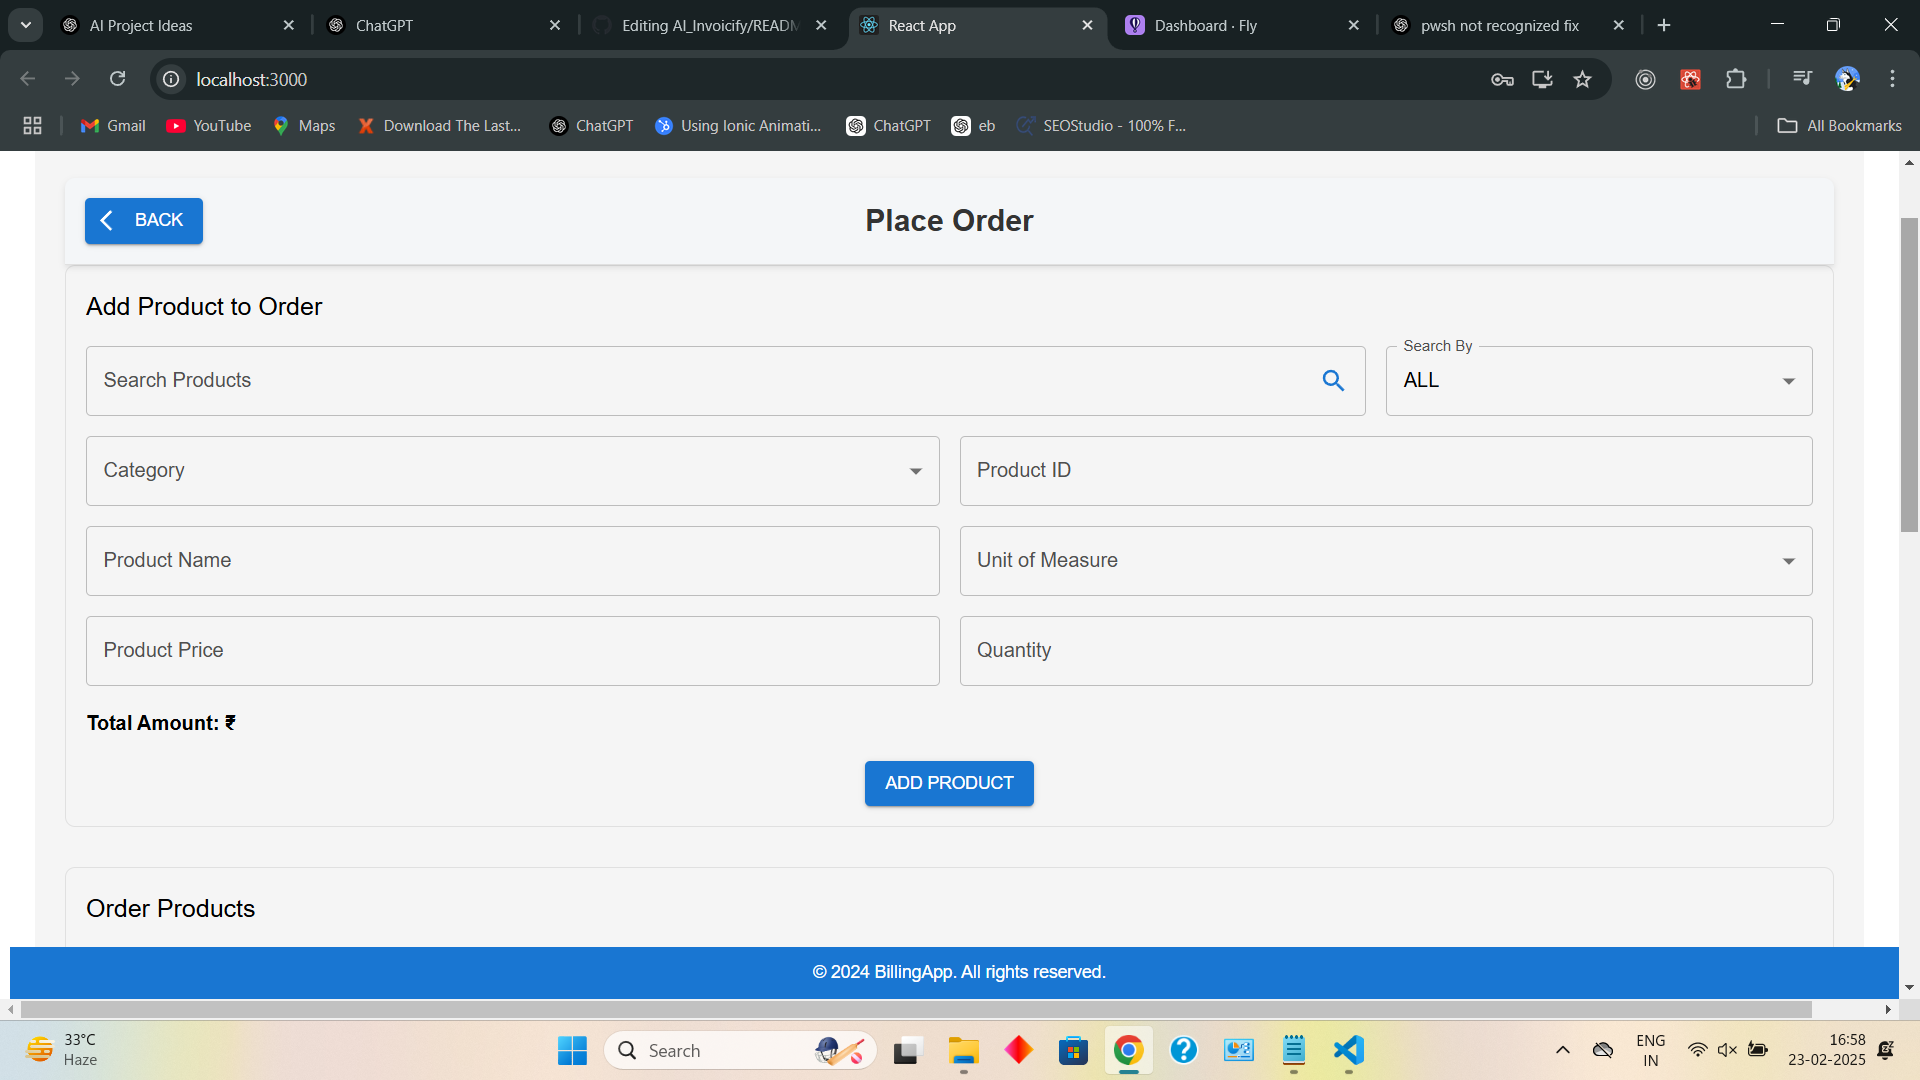 AI Project Ideas
ChatGPT
Editing AI_Invoicify/READM
React App
Dashboard · Fly
pwsh not recognized fix
localhost:3000
Gmail
YouTube
Maps
Download The Last...
ChatGPT
Using Ionic Animati...
ChatGPT
eb
SEOStudio - 100% F...
All Bookmarks
BACK
Place Order
Add Product to Order
Search Products
Search By
ALL
Category
Product ID
Product Name
Unit of Measure
Product Price
Quantity
Total Amount: ₹
ADD PRODUCT
Order Products
© 2024 BillingApp. All rights reserved.
33°C
Haze
Search
ENG
IN
16:58
23-02-2025